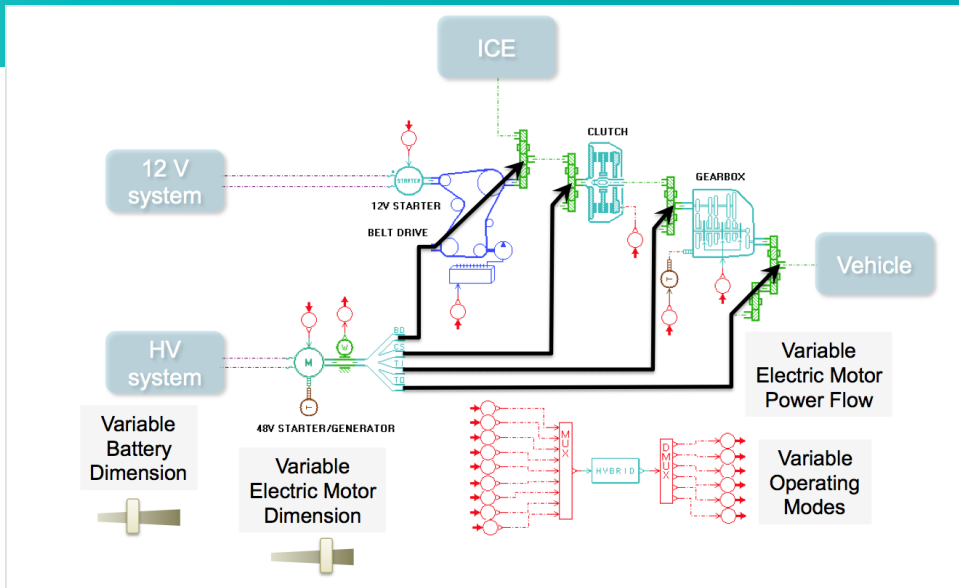 ICE
CLUTCH
12 V
system
STARTER
GEARBOX
12V STARTER
BELT DRIVE
T
Vehicle
HV
system
M
W
BD
CS
TI
TO
T
Variable
Electric Motor
Power Flow
48V STARTER/GENERATOR
Variable
Battery
Dimension
Variable
Electric Motor
Dimension
MUX
HYBRID
DMUX
Variable
Operating
Modes